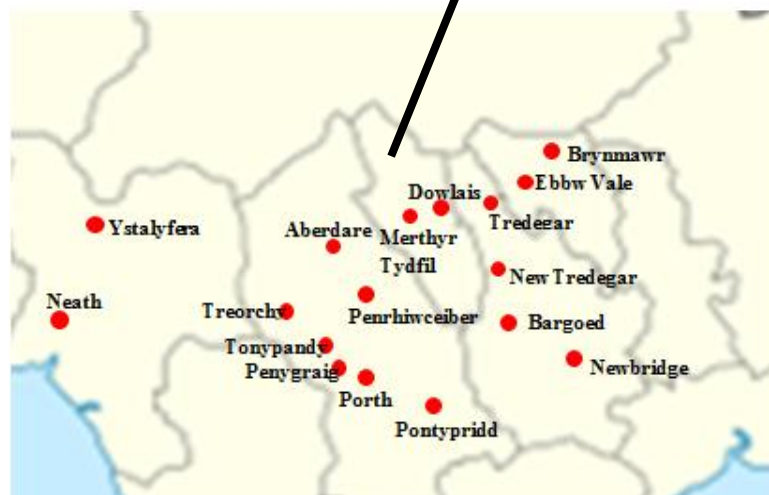 Brynmawr
Ebbw Vale
Dowlais
Tredegar
Ystalyfera
Aberdare
Merthyr
Tydfil
New Tredegar
Neath
Treorchy
Penrhiwceiber
Bargoed
Tonypandy
Penygraig
Newbridge
Porth
Pontypridd